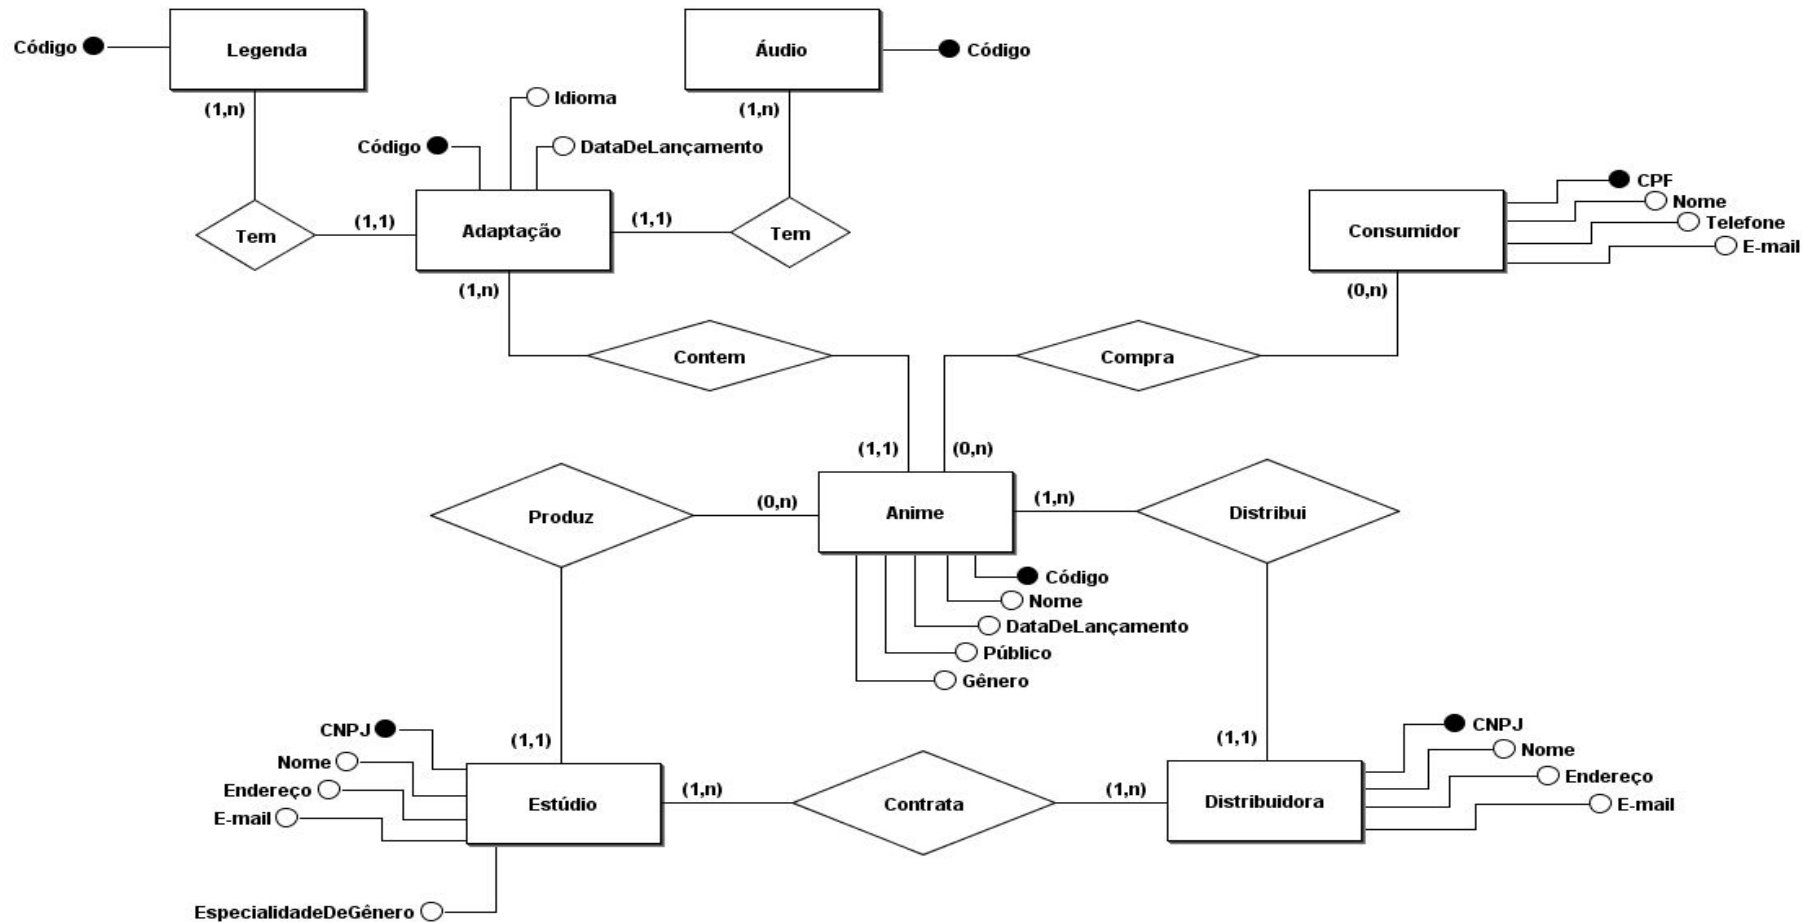 Código
Legenda
Áudio
Código
(1,n)
(1,n)
Idioma
Código
DataDeLançamento
CPF
Nome
Telefone
E-mail
Consumidor
Tem
(1,1)
Adaptação
(1,1)
Tem
(1,n)
(0,n)
Contem
Compra
(1,1)
(0,n)
Produz
(0,n)
Anime
(1,n)
Distribui
Código
Nome
DataDeLançamento
Público
Gênero
CNPJ
Nome
Endereço
E-mail
(1,1)
(1,1)
CNPJ
Nome
Endereço
E-mail
Estúdio
(1,n)
Contrata
(1,n)
Distribuidora
EspecialidadeDeGênero